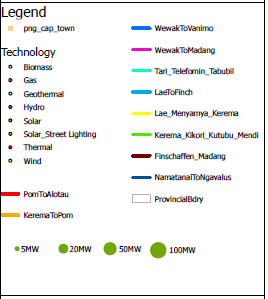 Legend
png_cap_town
Technology
Biomass
Gas
Geothermal
Hydro
Solar
Solar_Street Lighting
Thermal
Wind
PomToAlotau
KeremaToPom
WewakToVanimo
WewakToMadang
Tari_Telefomin_Tabubil
LaeToFinch
Lae_Menyamya_Kerema
Kerema_Kikori_Kutubu_Mendi
Finschaffen_Madang
NamatanaiToNgavalus
ProvincialBdry
5MW
20MW
50MW
100MW